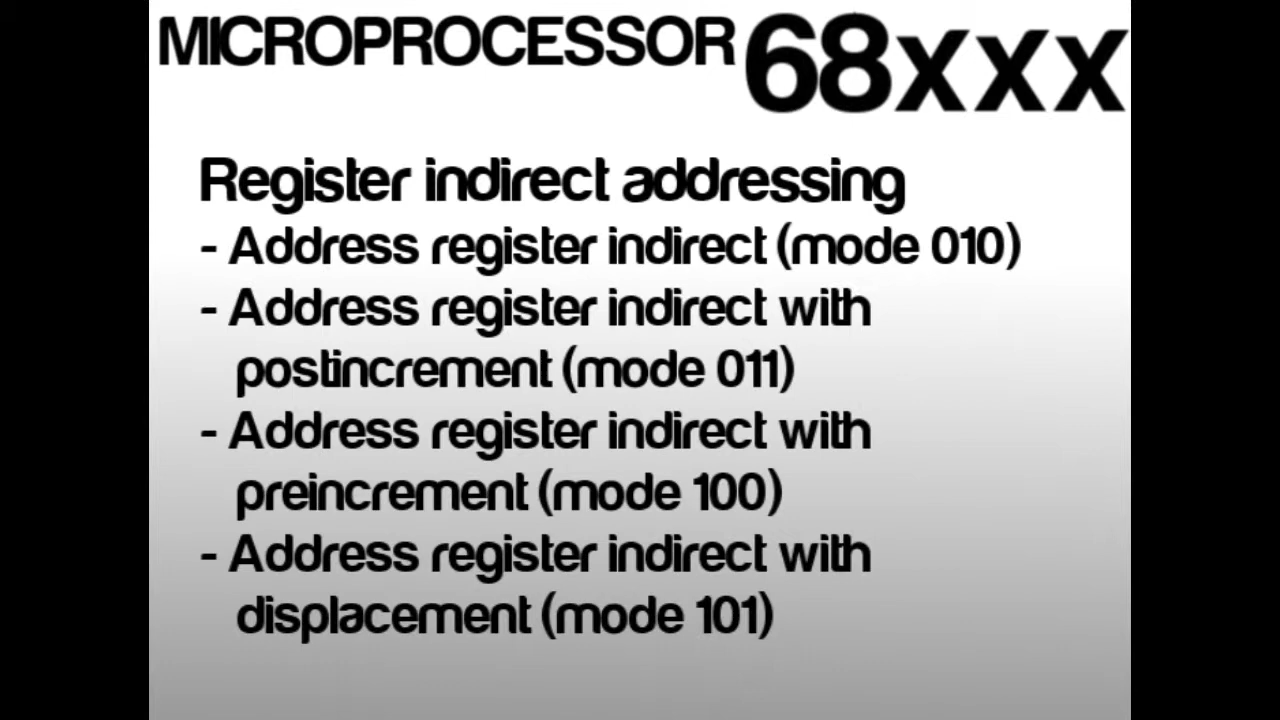 MICROPROCESSOR 68xxx
Register indirect addressing
- Address register indirect (mode 010)
- Address register indirect with
postincrement (mode 011)
- Address register indirect with
preincrement (mode 100)
- Address register indirect with
displacement (mode 101)